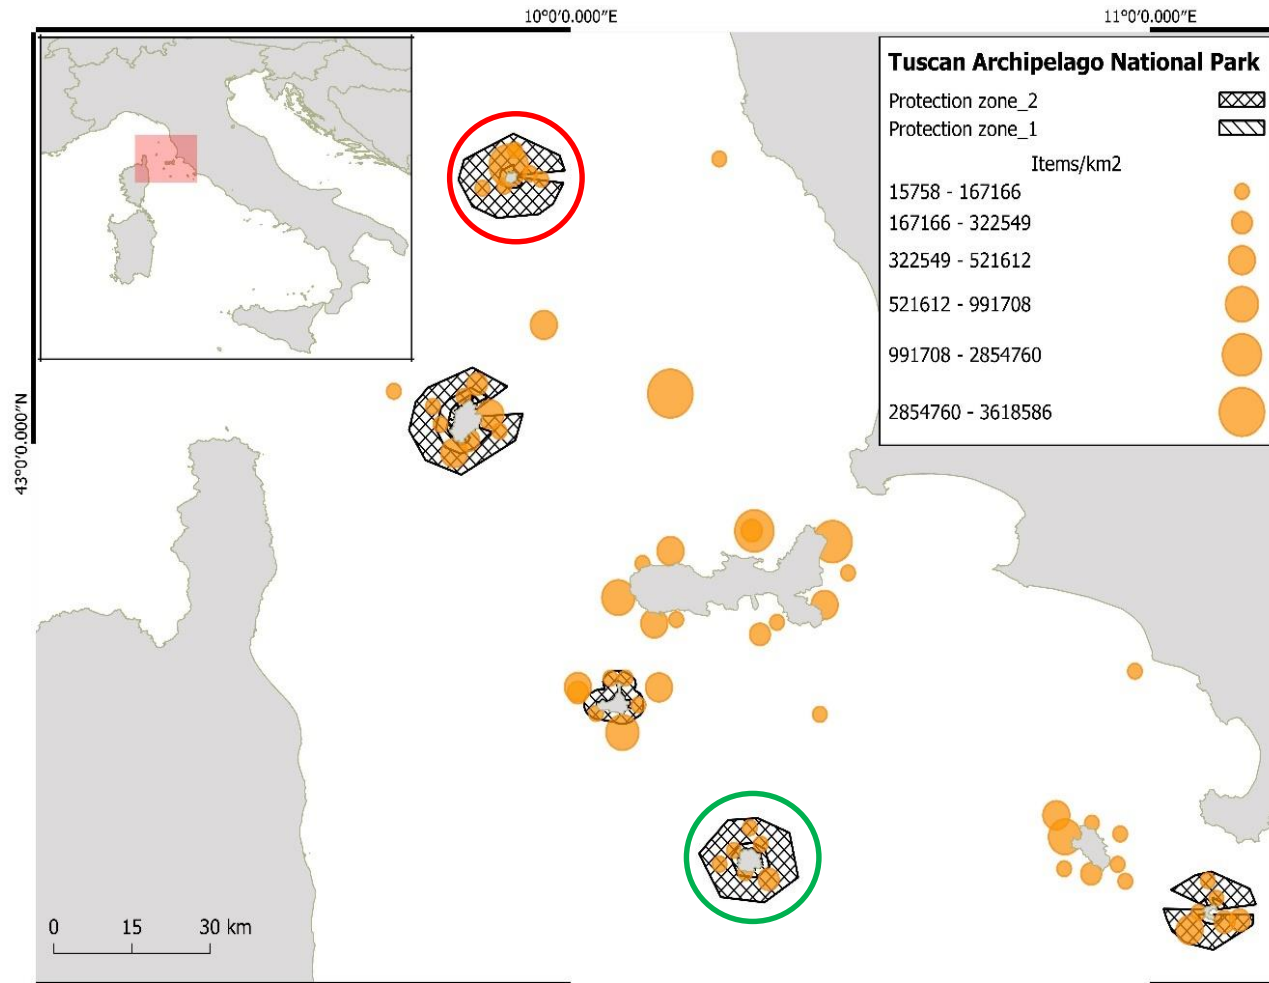 10°0'0.000"E
11°0'0.000"E
Tuscan Archipelago National Park
Protection zone_2
Protection zone_1
Items/km2
15758 - 167166
167166 - 322549
322549 - 521612
521612 - 991708
991708 - 2854760
2854760 - 3618586
43°0'0.000"N
0 15 30 km